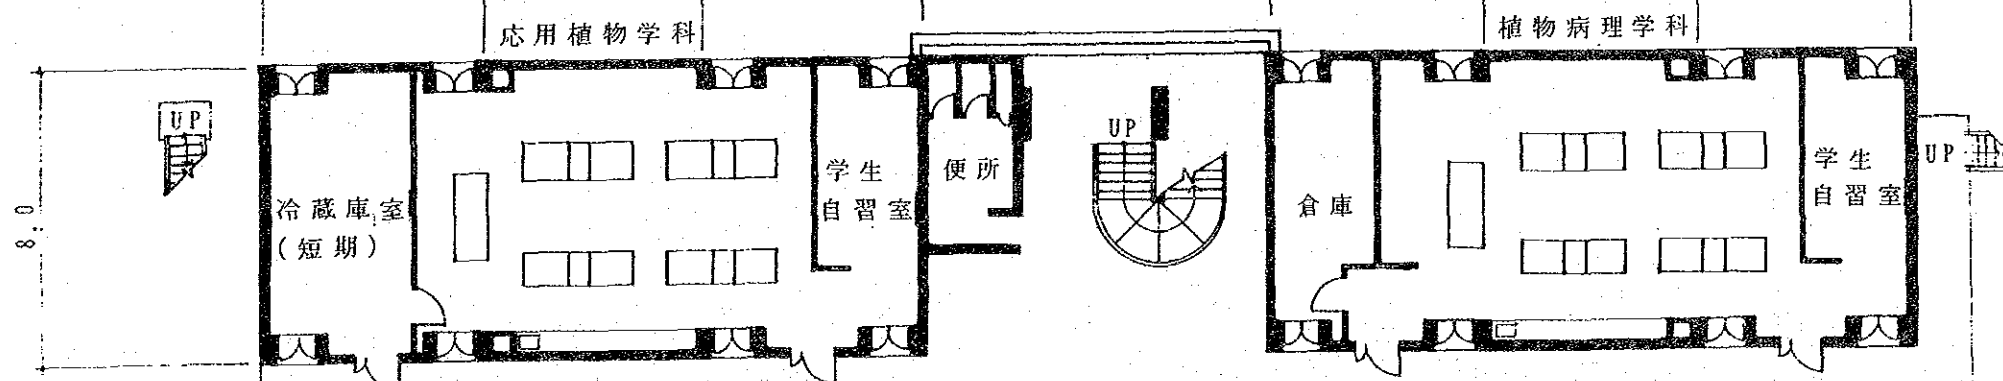 応用植物学科
植物病理学科
UP
8.0
冷蔵庫室
(短期)
学生
自習室
便所
UP
倉庫
学生
自習室
UP